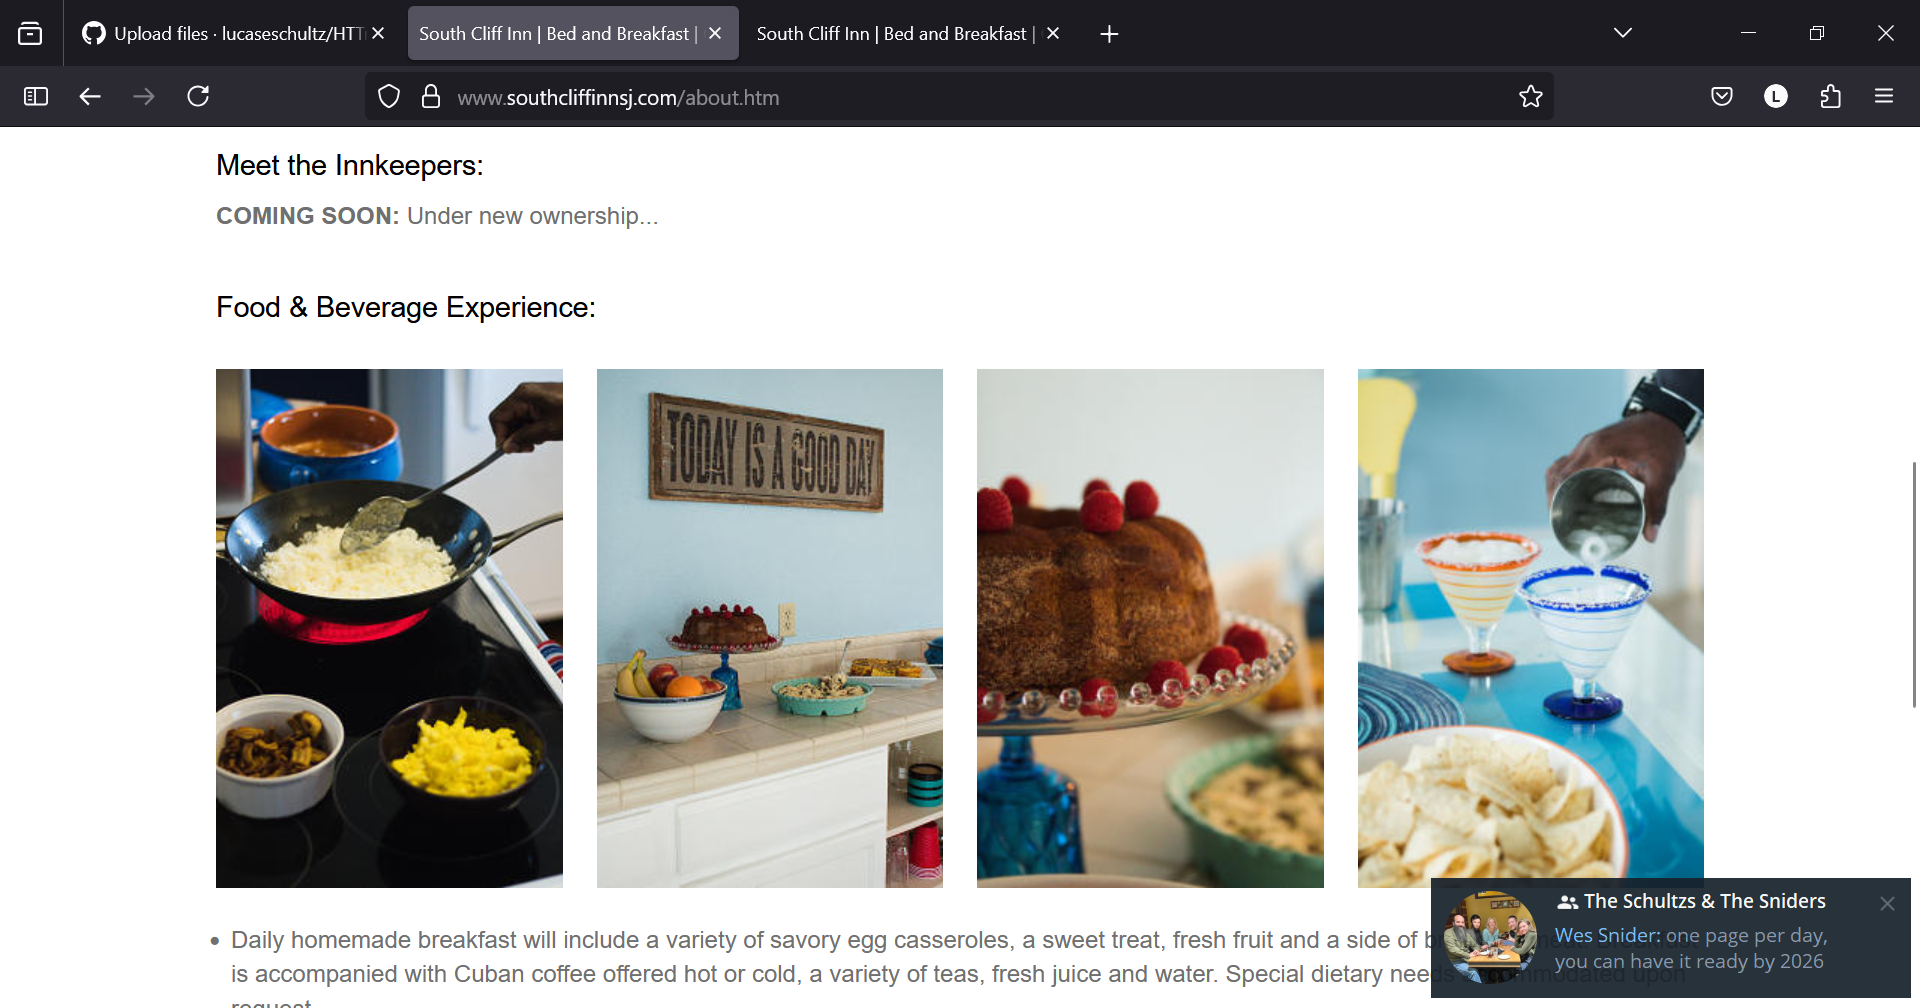 Upload files · lucaseschultz/HTT
South Cliff Inn | Bed and Breakfast |
South Cliff Inn | Bed and Breakfast |
www.southcliffinnsj.com/about.htm
L
Meet the Innkeepers:
COMING SOON: Under new ownership...
Food & Beverage Experience:
TODAY IS A GOOD DAY
Daily homemade breakfast will include a variety of savory egg casseroles, a sweet treat, fresh fruit and a side of
is accompanied with Cuban coffee offered hot or cold, a variety of teas, fresh juice and water. Special dietary needs upon
request
The Schultzs & The Sniders
Wes Snider: one page per day,
you can have it ready by 2026